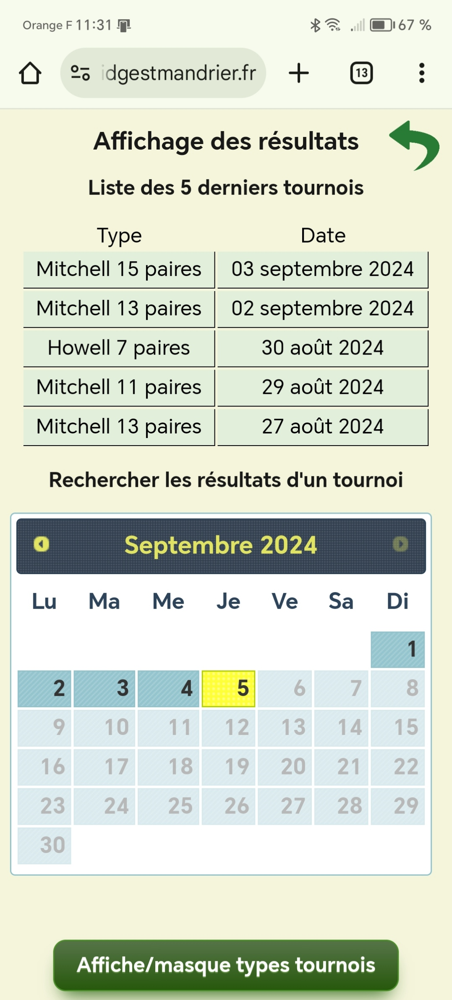 Orange F 11:31 67 %
idgestmandrier.fr 13
Affichage des résultats
Liste des 5 derniers tournois
Type Date
Mitchell 15 paires 03 septembre 2024
Mitchell 13 paires 02 septembre 2024
Howell 7 paires 30 août 2024
Mitchell 11 paires 29 août 2024
Mitchell 13 paires 27 août 2024
Rechercher les résultats d'un tournoi
Septembre 2024
Lu Ma Me Je Ve Sa Di
1
2 3 4 5 6 7 8
9 10 11 12 13 14 15
16 17 18 19 20 21 22
23 24 25 26 27 28 29
30
Affiche/masque types tournois